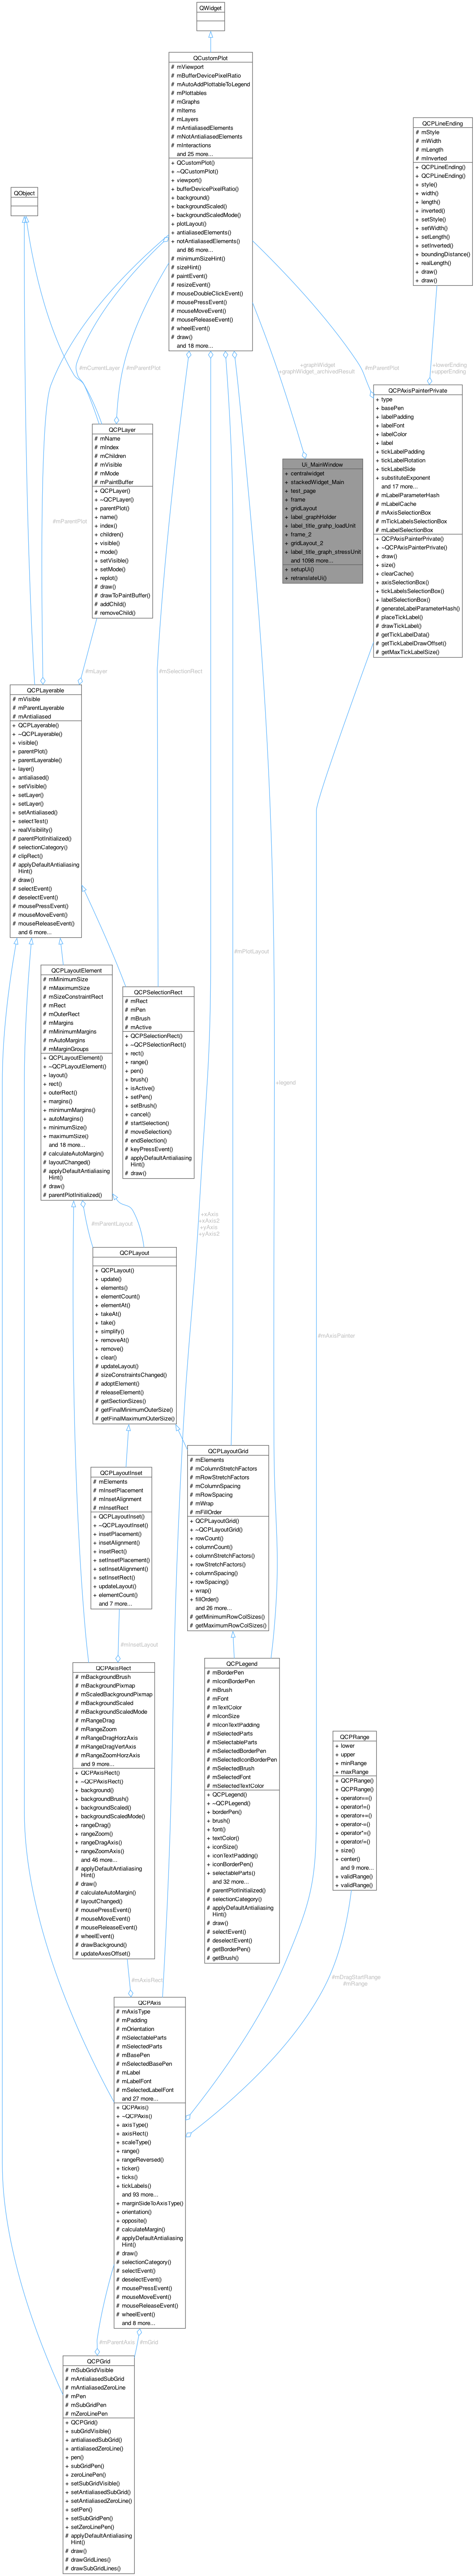 QWidget
QCustomPlot
# mViewport
# mBufferDevicePixelRatio
# mAutoAddPlottableToLegend
# mPlottables
# mGraphs
# mItems
# mLayers
# mAntialiasedElements
# mNotAntialiasedElements
# mInteractions
and 25 more...
+ QCustomPlot()
+ ~QCustomPlot()
+ viewport()
+ bufferDevicePixelRatio()
+ background()
+ backgroundScaled()
+ backgroundScaledMode()
+ plotLayout()
+ antialiasedElements()
+ notAntialiasedElements()
and 86 more...
# minimumSizeHint()
# sizeHint()
# paintEvent()
# resizeEvent()
# mouseDoubleClickEvent()
# mousePressEvent()
# mouseMoveEvent()
# mouseReleaseEvent()
# wheelEvent()
# draw()
and 18 more...
QCPLineEnding
# mStyle
# mWidth
# mLength
# mInverted
+ QCPLineEnding()
+ QCPLineEnding()
+ style()
+ width()
+ length()
+ inverted()
+ setStyle()
+ setWidth()
+ setLength()
+ setInverted()
+ boundingDistance()
+ realLength()
+ draw()
+ draw()
QObject
#mCurrentLayer
#mParentPlot
+graphWidget
+graphWidget_archivedResult
#mParentPlot
+lowerEnding
+upperEnding
QCPLayer
# mName
# mIndex
# mChildren
# mVisible
# mMode
# mPaintBuffer
+ QCPLayer()
+ ~QCPLayer()
+ parentPlot()
+ name()
+ index()
+ children()
+ visible()
+ mode()
+ setVisible()
+ setMode()
+ replot()
# draw()
# drawToPaintBuffer()
# addChild()
# removeChild()
Ui_MainWindow
+ centralwidget
+ stackedWidget_Main
+ test_page
+ frame
+ gridLayout
+ label_graphHolder
+ label_title_grahp_loadUnit
+ frame_2
+ gridLayout_2
+ label_title_graph_stressUnit
and 1098 more...
+ setupUi()
+ retranslateUi()
QCPAxisPainterPrivate
+ type
+ basePen
+ labelPadding
+ labelFont
+ labelColor
+ label
+ tickLabelPadding
+ tickLabelRotation
+ tickLabelSide
+ substituteExponent
and 17 more...
# mLabelParameterHash
# mLabelCache
# mAxisSelectionBox
# mTickLabelsSelectionBox
# mLabelSelectionBox
+ QCPAxisPainterPrivate()
+ ~QCPAxisPainterPrivate()
+ draw()
+ size()
+ clearCache()
+ axisSelectionBox()
+ tickLabelsSelectionBox()
+ labelSelectionBox()
# generateLabelParameterHash()
# placeTickLabel()
# drawTickLabel()
# getTickLabelData()
# getTickLabelDrawOffset()
# getMaxTickLabelSize()
#mParentPlot
#mLayer
#mSelectionRect
QCPLayerable
# mVisible
# mParentLayerable
# mAntialiased
+ QCPLayerable()
+ ~QCPLayerable()
+ visible()
+ parentPlot()
+ parentLayerable()
+ layer()
+ antialiased()
+ setVisible()
+ setLayer()
+ setLayer()
+ setAntialiased()
+ selectTest()
+ realVisibility()
# parentPlotInitialized()
# selectionCategory()
# clipRect()
# applyDefaultAntialiasing
Hint()
# draw()
# selectEvent()
# deselectEvent()
# mousePressEvent()
# mouseMoveEvent()
# mouseReleaseEvent()
and 6 more...
#mPlotLayout
QCPLayoutElement
# mMinimumSize
# mMaximumSize
# mSizeConstraintRect
# mRect
# mOuterRect
# mMargins
# mMinimumMargins
# mAutoMargins
# mMarginGroups
+ QCPLayoutElement()
+ ~QCPLayoutElement()
+ layout()
+ rect()
+ outerRect()
+ margins()
+ minimumMargins()
+ autoMargins()
+ minimumSize()
+ maximumSize()
and 18 more...
# calculateAutoMargin()
# layoutChanged()
# applyDefaultAntialiasing
Hint()
# draw()
# parentPlotInitialized()
QCPSelectionRect
# mRect
# mPen
# mBrush
# mActive
+ QCPSelectionRect()
+ ~QCPSelectionRect()
+ rect()
+ range()
+ pen()
+ brush()
+ isActive()
+ setPen()
+ setBrush()
+ cancel()
# startSelection()
# moveSelection()
# endSelection()
# keyPressEvent()
# applyDefaultAntialiasing
Hint()
# draw()
+legend
#mParentLayout
+xAxis
+xAxis2
+yAxis
+yAxis2
QCPLayout
+ QCPLayout()
+ update()
+ elements()
+ elementCount()
+ elementAt()
+ takeAt()
+ take()
+ simplify()
+ removeAt()
+ remove()
+ clear()
# updateLayout()
# sizeConstraintsChanged()
# adoptElement()
# releaseElement()
# getSectionSizes()
# getFinalMinimumOuterSize()
# getFinalMaximumOuterSize()
#mAxisPainter
QCPLayoutInset
# mElements
# mInsetPlacement
# mInsetAlignment
# mInsetRect
+ QCPLayoutInset()
+ ~QCPLayoutInset()
+ insetPlacement()
+ insetAlignment()
+ insetRect()
+ setInsetPlacement()
+ setInsetAlignment()
+ setInsetRect()
+ updateLayout()
+ elementCount()
and 7 more...
QCPLayoutGrid
# mElements
# mColumnStretchFactors
# mRowStretchFactors
# mColumnSpacing
# mRowSpacing
# mWrap
# mFillOrder
+ QCPLayoutGrid()
+ ~QCPLayoutGrid()
+ rowCount()
+ columnCount()
+ columnStretchFactors()
+ rowStretchFactors()
+ columnSpacing()
+ rowSpacing()
+ wrap()
+ fillOrder()
and 26 more...
# getMinimumRowColSizes()
# getMaximumRowColSizes()
#mInsetLayout
QCPAxisRect
# mBackgroundBrush
# mBackgroundPixmap
# mScaledBackgroundPixmap
# mBackgroundScaled
# mBackgroundScaledMode
# mRangeDrag
# mRangeZoom
# mRangeDragHorzAxis
# mRangeDragVertAxis
# mRangeZoomHorzAxis
and 9 more...
+ QCPAxisRect()
+ ~QCPAxisRect()
+ background()
+ backgroundBrush()
+ backgroundScaled()
+ backgroundScaledMode()
+ rangeDrag()
+ rangeZoom()
+ rangeDragAxis()
+ rangeZoomAxis()
and 46 more...
# applyDefaultAntialiasing
Hint()
# draw()
# calculateAutoMargin()
# layoutChanged()
# mousePressEvent()
# mouseMoveEvent()
# mouseReleaseEvent()
# wheelEvent()
# drawBackground()
# updateAxesOffset()
QCPLegend
# mBorderPen
# mIconBorderPen
# mBrush
# mFont
# mTextColor
# mIconSize
# mIconTextPadding
# mSelectedParts
# mSelectableParts
# mSelectedBorderPen
# mSelectedIconBorderPen
# mSelectedBrush
# mSelectedFont
# mSelectedTextColor
+ QCPLegend()
+ ~QCPLegend()
+ borderPen()
+ brush()
+ font()
+ textColor()
+ iconSize()
+ iconTextPadding()
+ iconBorderPen()
+ selectableParts()
and 32 more...
# parentPlotInitialized()
# selectionCategory()
# applyDefaultAntialiasing
Hint()
# draw()
# selectEvent()
# deselectEvent()
# getBorderPen()
# getBrush()
QCPRange
+ lower
+ upper
+ minRange
+ maxRange
+ QCPRange()
+ QCPRange()
+ operator==()
+ operator!=()
+ operator+=()
+ operator-=()
+ operator*=()
+ operator/=()
+ size()
+ center()
and 9 more...
+ validRange()
+ validRange()
#mAxisRect
#mDragStartRange
#mRange
QCPAxis
# mAxisType
# mPadding
# mOrientation
# mSelectableParts
# mSelectedParts
# mBasePen
# mSelectedBasePen
# mLabel
# mLabelFont
# mSelectedLabelFont
and 27 more...
+ QCPAxis()
+ ~QCPAxis()
+ axisType()
+ axisRect()
+ scaleType()
+ range()
+ rangeReversed()
+ ticker()
+ ticks()
+ tickLabels()
and 93 more...
+ marginSideToAxisType()
+ orientation()
+ opposite()
# calculateMargin()
# applyDefaultAntialiasing
Hint()
# draw()
# selectionCategory()
# selectEvent()
# deselectEvent()
# mousePressEvent()
# mouseMoveEvent()
# mouseReleaseEvent()
# wheelEvent()
and 8 more...
#mParentAxis
#mGrid
QCPGrid
# mSubGridVisible
# mAntialiasedSubGrid
# mAntialiasedZeroLine
# mPen
# mSubGridPen
# mZeroLinePen
+ QCPGrid()
+ subGridVisible()
+ antialiasedSubGrid()
+ antialiasedZeroLine()
+ pen()
+ subGridPen()
+ zeroLinePen()
+ setSubGridVisible()
+ setAntialiasedSubGrid()
+ setAntialiasedZeroLine()
+ setPen()
+ setSubGridPen()
+ setZeroLinePen()
# applyDefaultAntialiasing
Hint()
# draw()
# drawGridLines()
# drawSubGridLines()